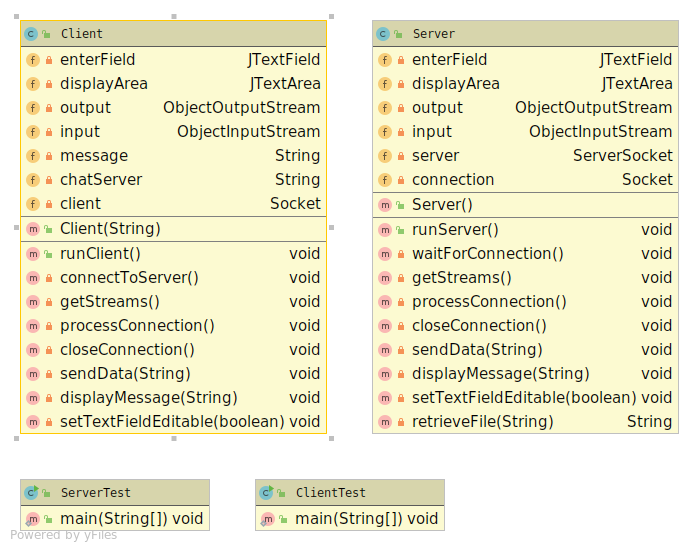 Client
enterField JTextField
displayArea JTextArea
output ObjectOutputStream
input ObjectInputStream
message String
chatServer String
client Socket
Client(String)
runClient() void
connectToServer() void
getStreams() void
processConnection() void
closeConnection() void
sendData(String) void
displayMessage(String) void
setTextFieldEditable(boolean) void
Server
enterField JTextField
displayArea JTextArea
output ObjectOutputStream
input ObjectInputStream
server ServerSocket
connection Socket
Server()
runServer() void
waitForConnection() void
getStreams() void
processConnection() void
closeConnection() void
sendData(String) void
displayMessage(String) void
setTextFieldEditable(boolean) void
retrieveFile(String) String
ServerTest
main(String[]) void
ClientTest
main(String[]) void
Powered by yFiles